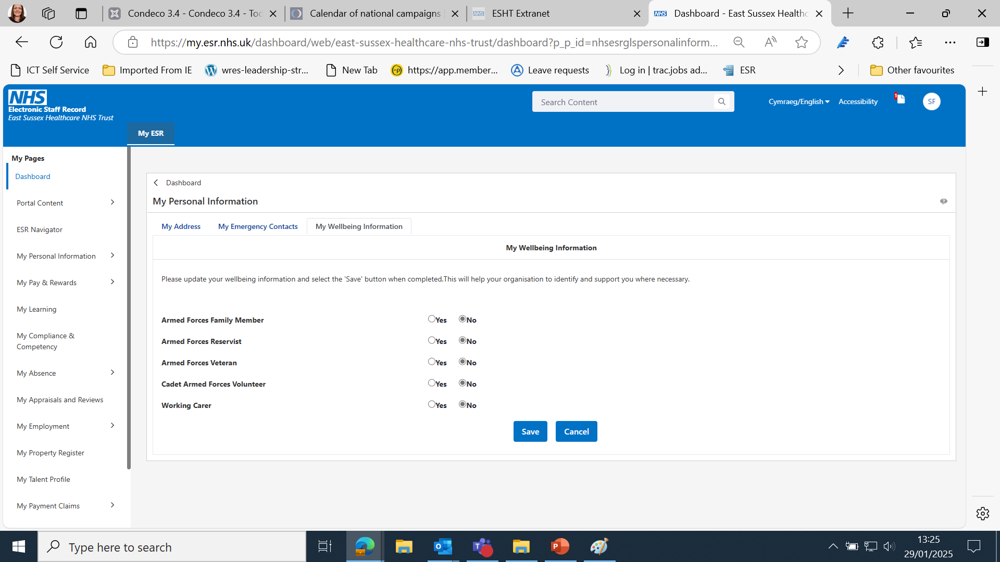 Condeco 3.4 - Condeco 3.4 - Tod
Calendar of national campaigns
NHS ESHT Extranet
NHS Dashboard - East Sussex Healthc
https://my.esr.nhs.uk/dashboard/web/east-sussex-healthcare-nhs-trust/dashboard?p_p_id=nhsesrglspersonalinform...
ICT Self Service
Imported From IE
wres-leadership-str...
New Tab
https://app.member...
Leave requests
Log in | trac.jobs ad...
ESR
Other favourites
NHS
Electronic Staff Record
East Sussex Healthcare NHS Trust
Search Content
Cymraeg/English
Accessibility
1
SF
My ESR
My Pages
Dashboard
Portal Content
ESR Navigator
My Personal Information
My Pay & Rewards
My Learning
My Compliance &
Competency
My Absence
My Appraisals and Reviews
My Employment
My Property Register
My Talent Profile
My Payment Claims
Dashboard
My Personal Information
My Address
My Emergency Contacts
My Wellbeing Information
My Wellbeing Information
Please update your wellbeing information and select the 'Save' button when completed.This will help your organisation to identify and support you where necessary.
Armed Forces Family Member Yes No
Armed Forces Reservist Yes No
Armed Forces Veteran Yes No
Cadet Armed Forces Volunteer Yes No
Working Carer Yes No
Save Cancel
Type here to search
13:25
29/01/2025